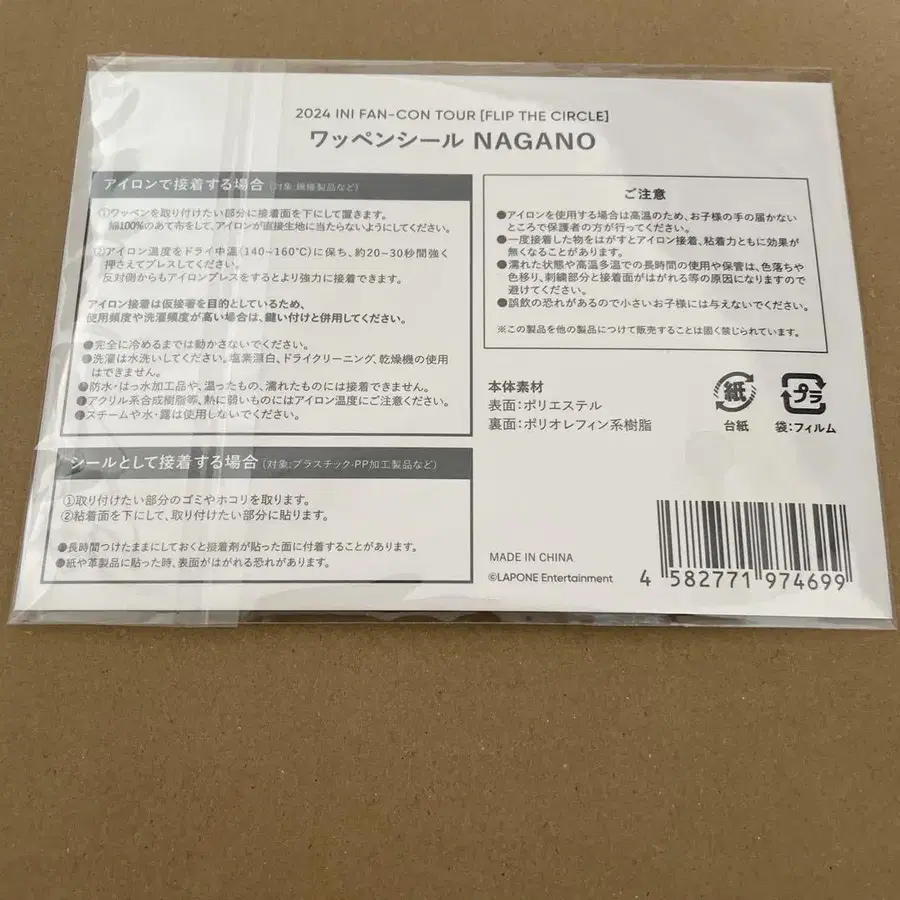 2024 INI FAN-CON TOUR [FLIP THE CIRCLE]
ワッペンシール NAGANO
アイロンで接着する場合 (対象:繊維製品など)
①ワッペンを取り付けたい部分に接着面を下にして置きます。
綿100%のあて布をして、アイロンが直接生地に当たらないようにしてください。
②アイロン温度をドライ中温(140~160℃)に保ち、約20~30秒間強く
押さえてプレスしてください。
反対側からもアイロンプレスをするとより強力に接着できます。
アイロン接着は仮接着を目的としているため、
使用頻度や洗濯頻度が高い場合は、縫い付けと併用してください。
●完全に冷めるまでは動かさないでください。
●洗濯は水洗いしてください。塩素漂白、ドライクリーニング、乾燥機の使用
はできません。
●防水・はっ水加工品や、湿ったもの、濡れたものには接着できません。
●アクリル系合成樹脂等、熱に弱いものにはアイロン温度にご注意ください。
●スチームや水・霧は使用しないでください。
シールとして接着する場合 (対象:プラスチック・PP加工製品など)
①取り付けたい部分のゴミやホコリを取ります。
②粘着面を下にして、取り付けたい部分に貼ります。
●長時間つけたままにしておくと接着剤が貼った面に付着することがあります。
●紙や革製品に貼った時、表面がはがれる恐れがあります。
ご注意
●アイロンを使用する場合は高温のため、お子様の手の届かない
ところで保護者の方が行ってください。
●一度接着した物をはがすとアイロン接着、粘着力ともに効果が
無くなることがあります。
●濡れた状態や高温多湿での長時間の使用や保管は、色落ちや
色移り、刺繍部分と接着面がはがれる等の原因になりますので
避けてください。
●誤飲の恐れがあるので小さいお子様には与えないでください。
※この製品を他の製品につけて販売することは固く禁じられています。
本体素材
表面:ポリエステル
裏面:ポリオレフィン系樹脂
紙
台紙
プラ
袋:フィルム
MADE IN CHINA
©LAPONE Entertainment
4 582771 974699